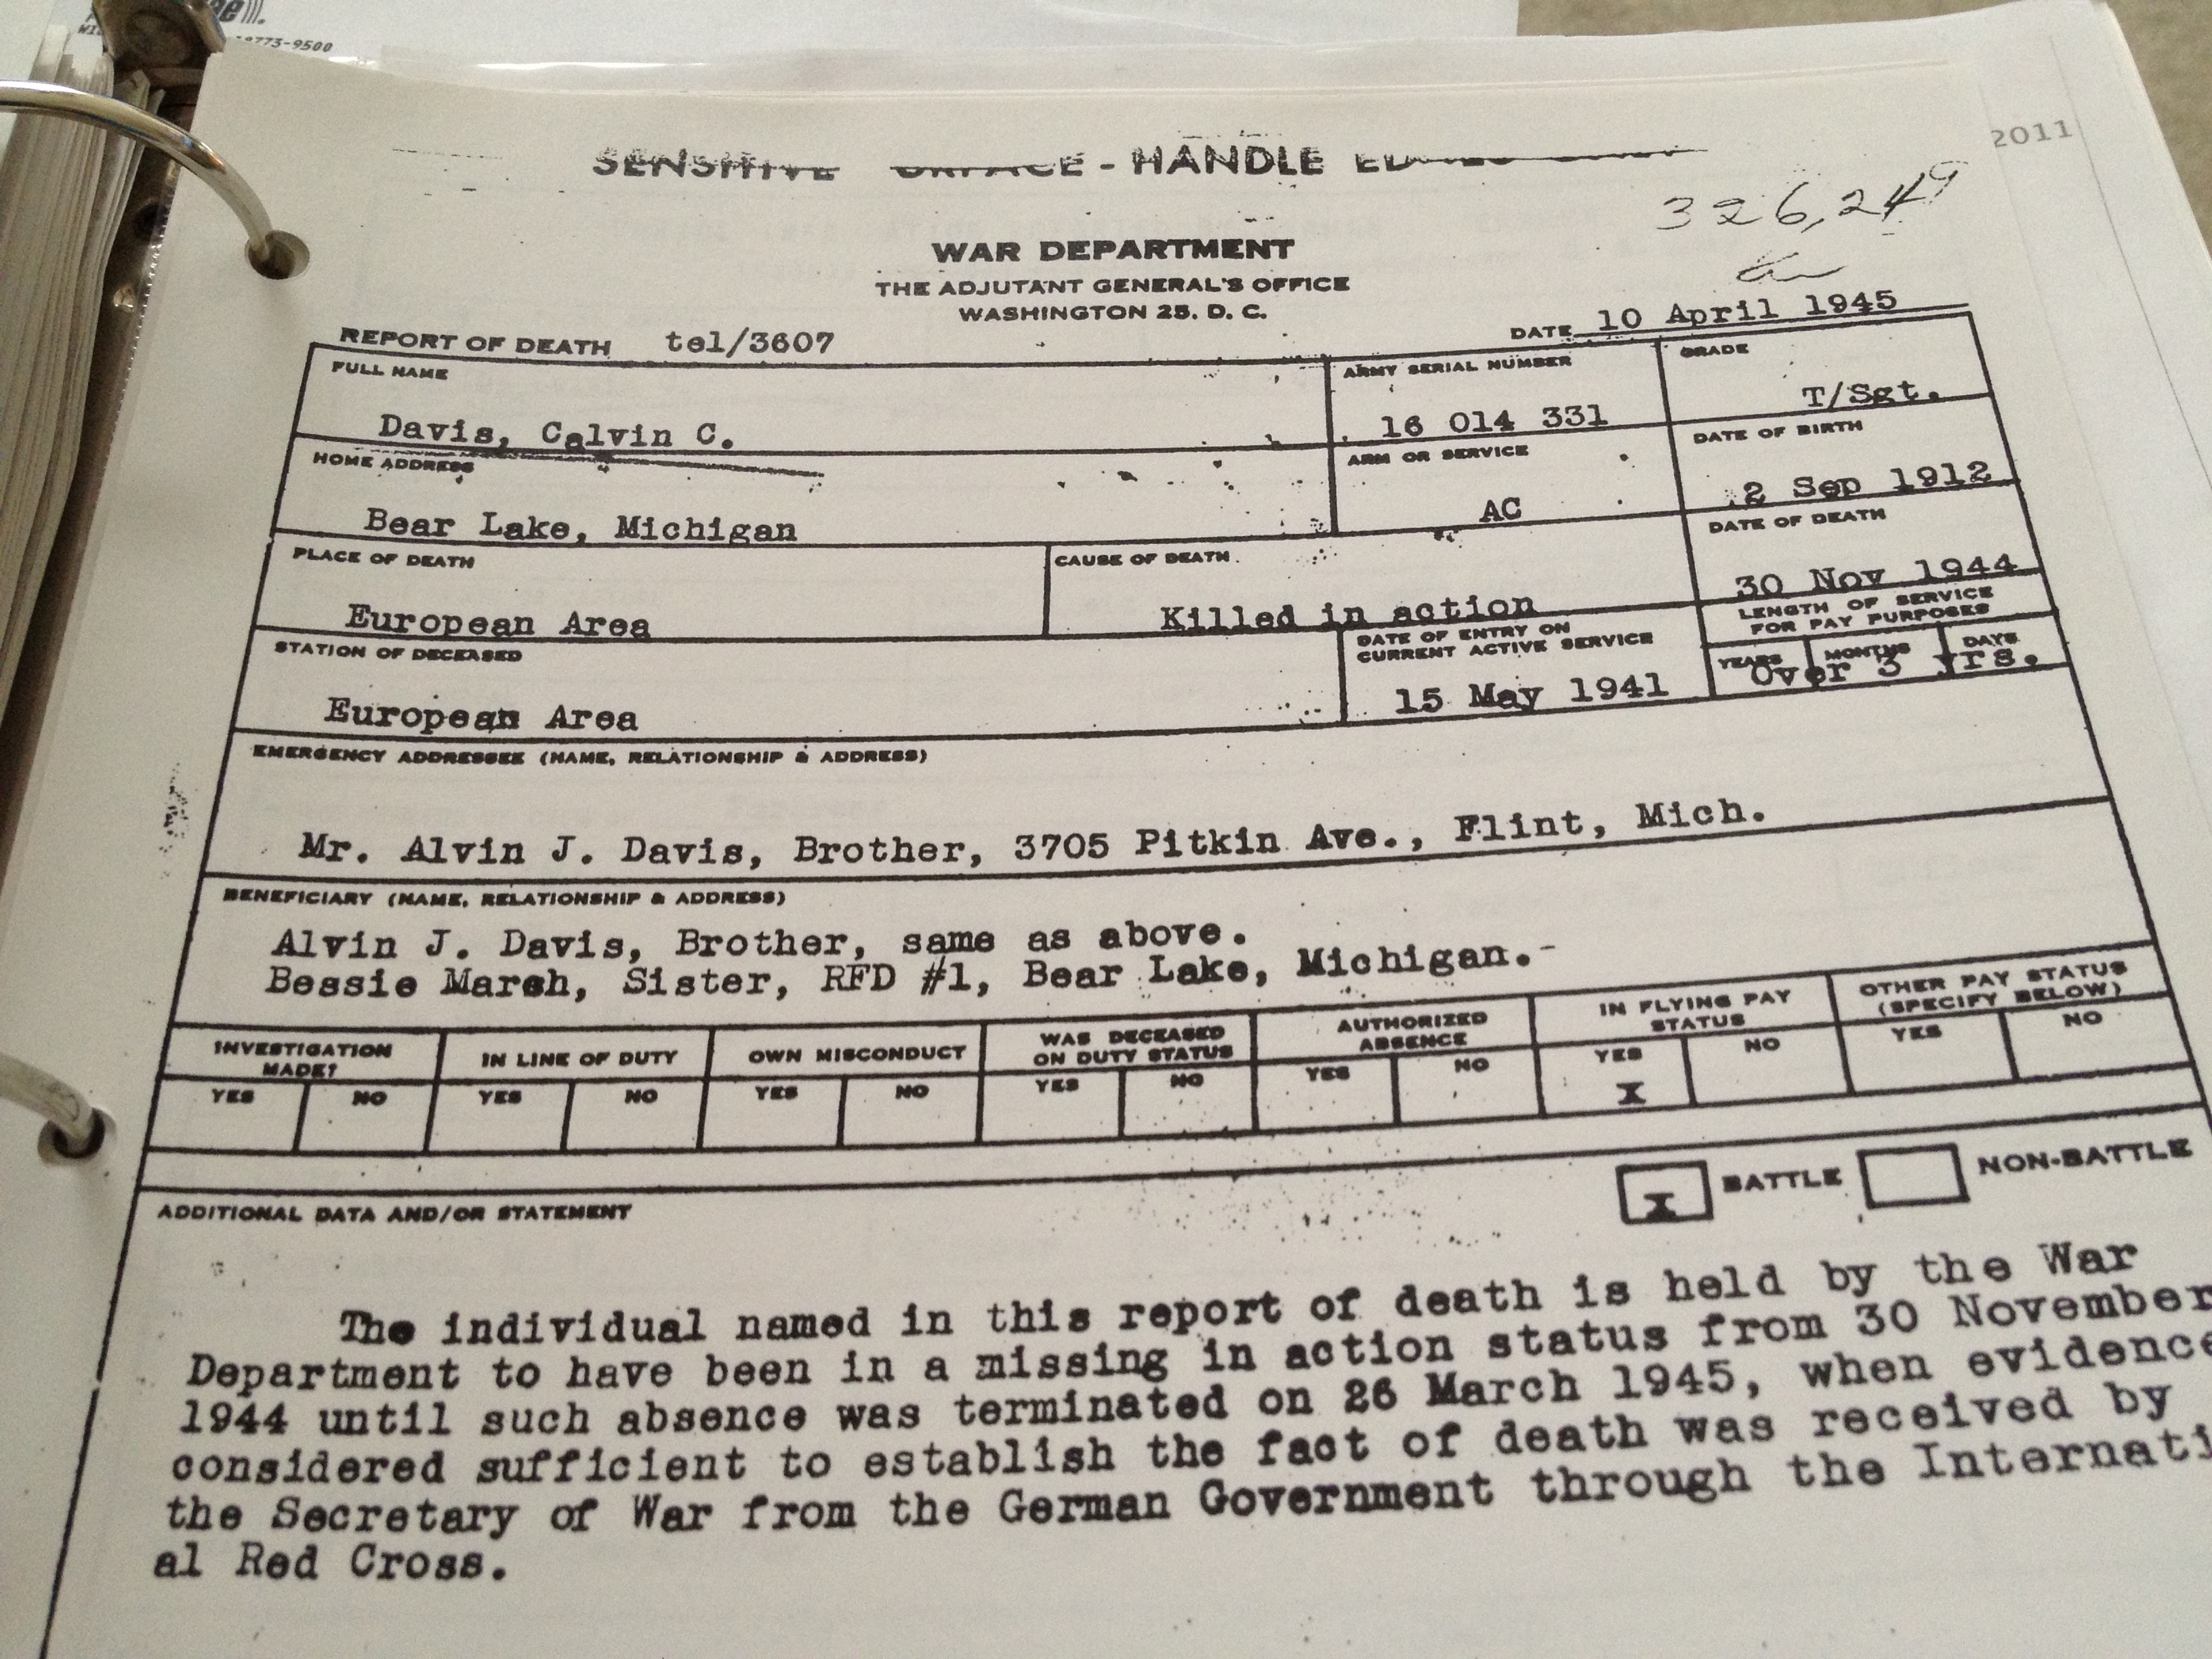 9773-9500
2011
SENSITIVE - HANDLE
326,249
WAR DEPARTMENT
THE ADJUTANT GENERAL'S OFFICE
WASHINGTON 25, D. C.
REPORT OF DEATH tel/3607
DATE 10 April 1945
FULL NAME
Davis, Calvin C.
ARMY SERIAL NUMBER
16 014 331
GRADE
T/Sgt.
HOME ADDRESS
Bear Lake, Michigan
ARM OR SERVICE
AC
DATE OF BIRTH
2 Sep 1912
PLACE OF DEATH
European Area
CAUSE OF DEATH
Killed in action
DATE OF DEATH
30 Nov 1944
STATION OF DECEASED
European Area
DATE OF ENTRY ON
CURRENT ACTIVE SERVICE
15 May 1941
LENGTH OF SERVICE
FOR PAY PURPOSES
YEARS MONTHS DAYS
Over 3 yrs.
EMERGENCY ADDRESSEE (NAME, RELATIONSHIP & ADDRESS)
Mr. Alvin J. Davis, Brother, 3705 Pitkin Ave., Flint, Mich.
BENEFICIARY (NAME, RELATIONSHIP & ADDRESS)
Alvin J. Davis, Brother, same as above.
Bessie Marsh, Sister, RFD #1, Bear Lake, Michigan.-
INVESTIGATION
MADE?
YES NO
IN LINE OF DUTY
YES NO
OWN MISCONDUCT
YES NO
WAS DECEASED
ON DUTY STATUS
YES NO
AUTHORIZED
ABSENCE
YES NO
IN FLYING PAY
STATUS
YES NO
X
OTHER PAY STATUS
(SPECIFY BELOW)
YES NO
ADDITIONAL DATA AND/OR STATEMENT
X BATTLE NON-BATTLE
The individual named in this report of death is held by the War
Department to have been in a missing in action status from 30 November
1944 until such absence was terminated on 26 March 1945, when evidence
considered sufficient to establish the fact of death was received by
the Secretary of War from the German Government through the Internati
al Red Cross.